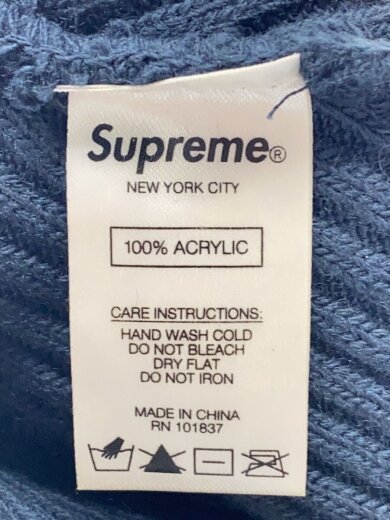 Supreme®
NEW YORK CITY
100% ACRYLIC
CARE INSTRUCTIONS:
HAND WASH COLD
DO NOT BLEACH
DRY FLAT
DO NOT IRON
MADE IN CHINA
RN 101837